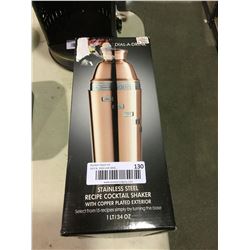 DIAL-A-DRINK
130
STAINLESS STEEL
RECIPE COCKTAIL SHAKER
WITH COPPER PLATED EXTERIOR
Select from 15 recipes simply by turning the base
1 LT/34 OZ